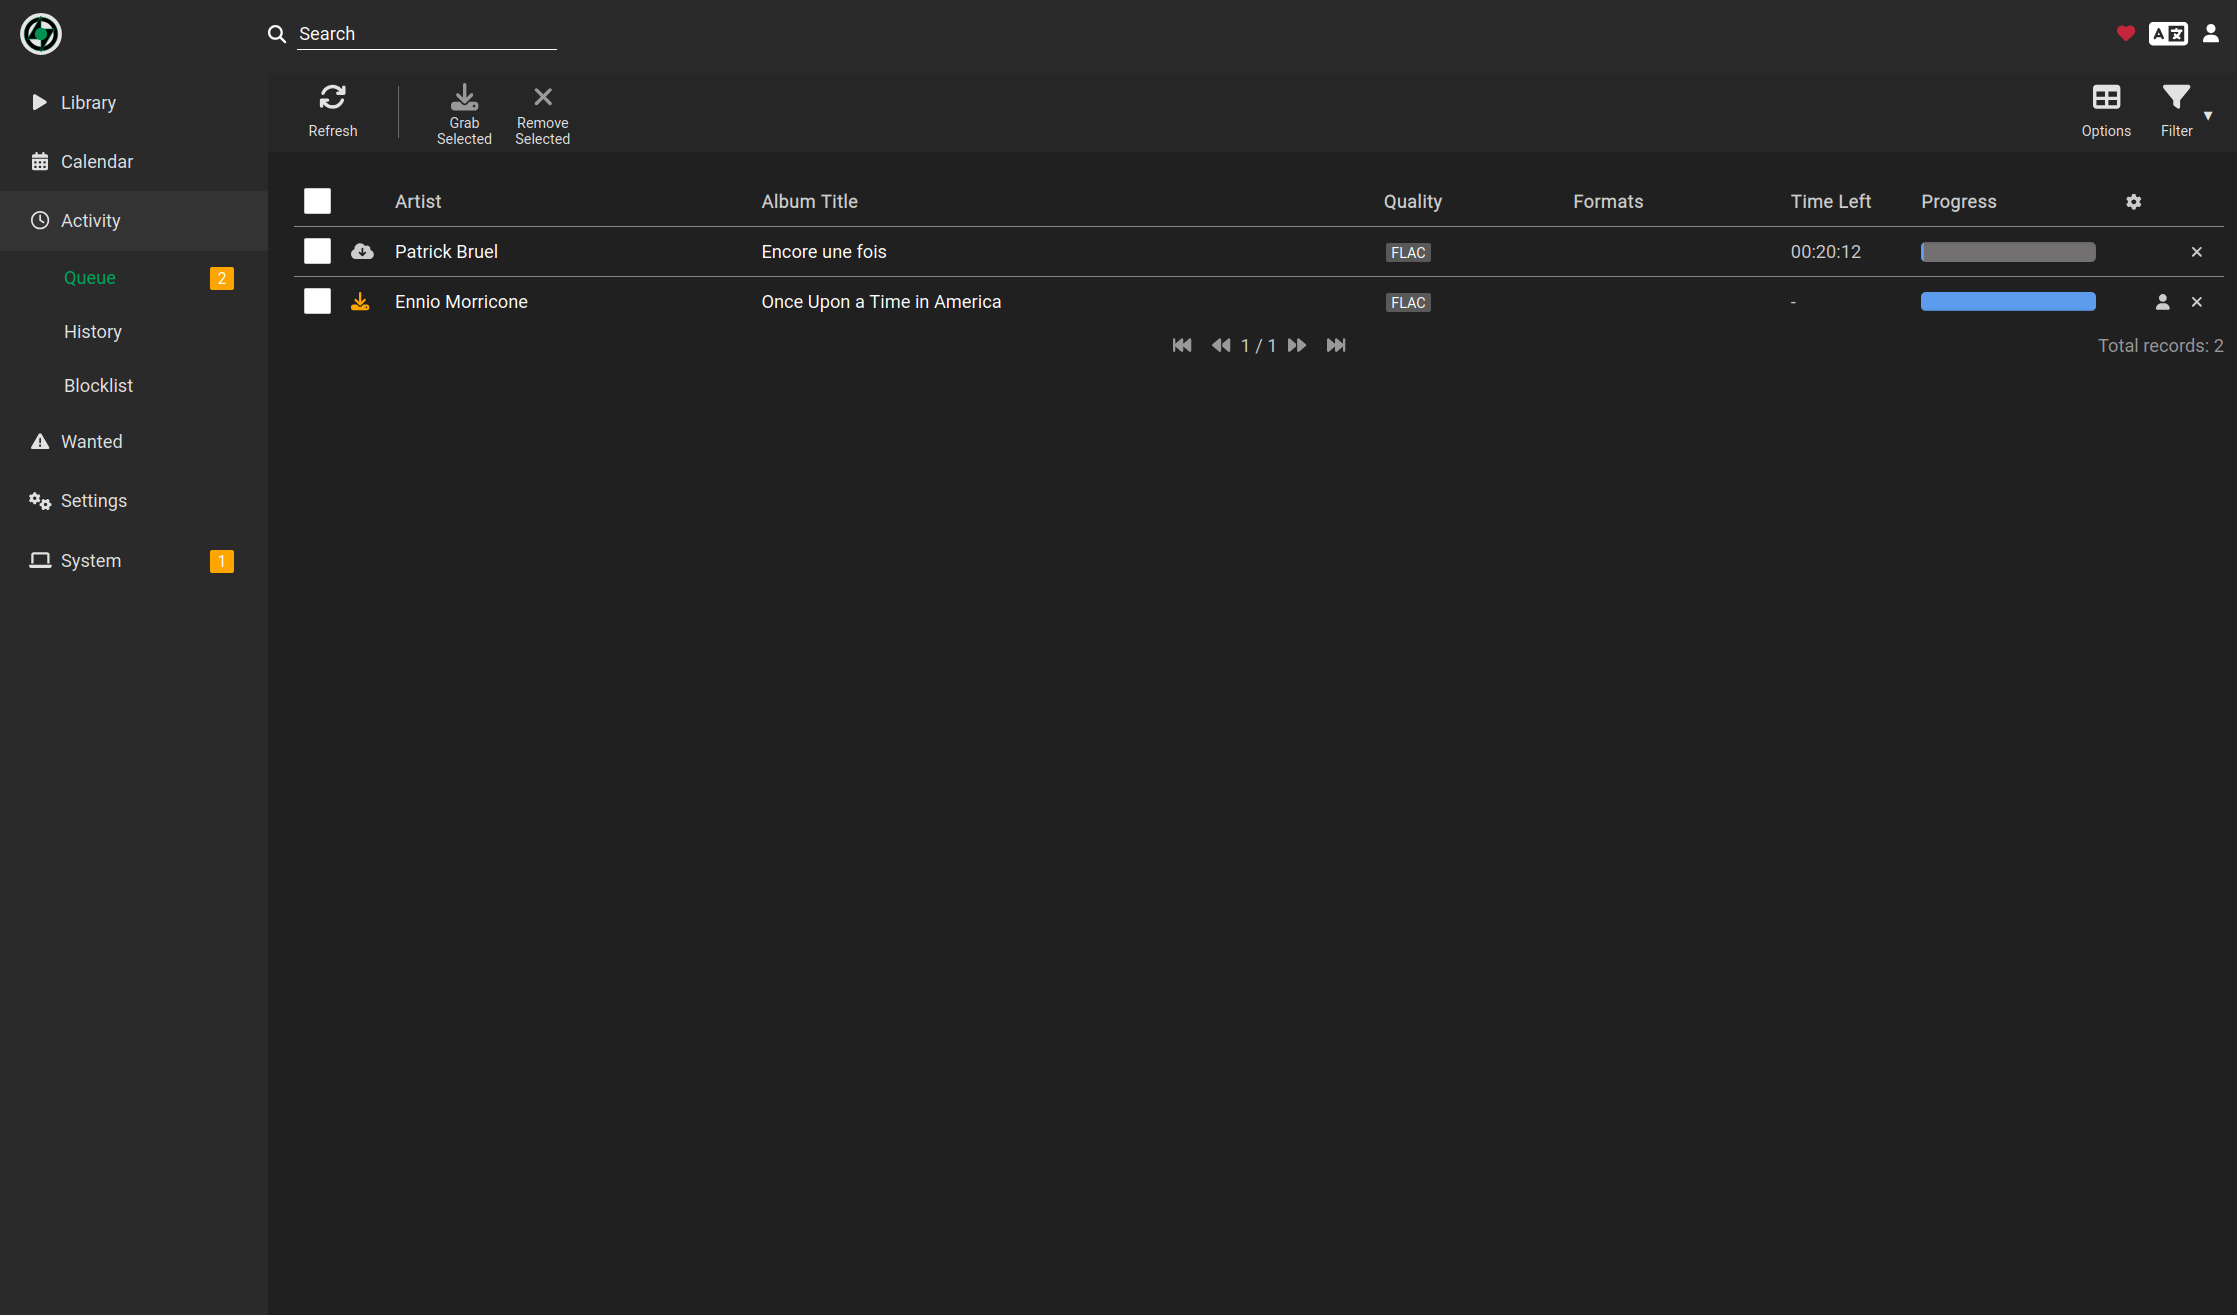 Search
Library
Calendar
Activity
Queue 2
History
Blocklist
Wanted
Settings
System 1
Refresh
Grab
Selected
Remove
Selected
Options
Filter
Artist Album Title Quality Formats Time Left Progress
Patrick Bruel Encore une fois FLAC 00:20:12
Ennio Morricone Once Upon a Time in America FLAC -
1 / 1
Total records: 2